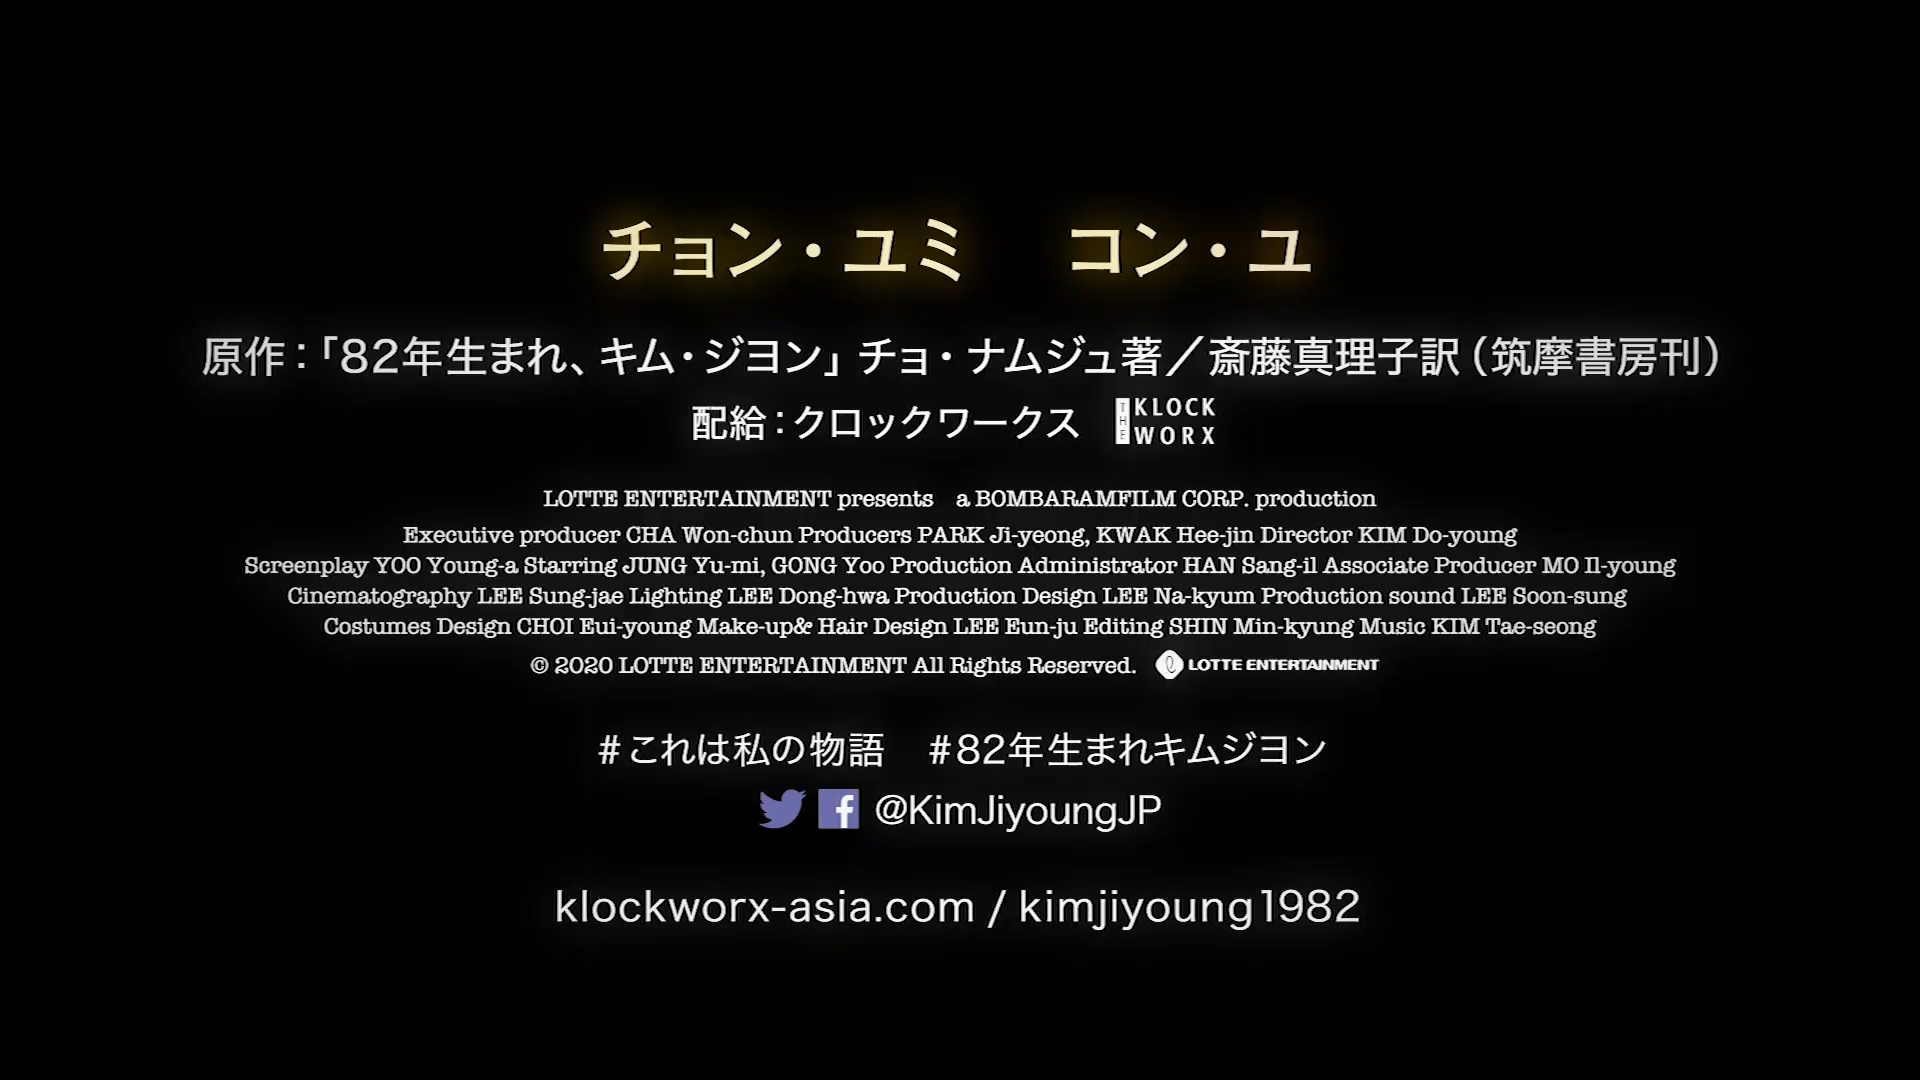 チョン・ユミ　コン・ユ
原作：「82年生まれ、キム・ジヨン」チョ・ナムジュ著／斎藤真理子訳（筑摩書房刊）
配給：クロックワークス THE KLOCK WORX
LOTTE ENTERTAINMENT presents a BOMBARAMFILM CORP. production
Executive producer CHA Won-chun Producers PARK Ji-yeong, KWAK Hee-jin Director KIM Do-young
Screenplay YOO Young-a Starring JUNG Yu-mi, GONG Yoo Production Administrator HAN Sang-il Associate Producer MO Il-young
Cinematography LEE Sung-jae Lighting LEE Dong-hwa Production Design LEE Na-kyum Production sound LEE Soon-sung
Costumes Design CHOI Eui-young Make-up& Hair Design LEE Eun-ju Editing SHIN Min-kyung Music KIM Tae-seong
© 2020 LOTTE ENTERTAINMENT All Rights Reserved. LOTTE ENTERTAINMENT
#これは私の物語　#82年生まれキムジヨン
@KimJiyoungJP
klockworx-asia.com / kimjiyoung1982